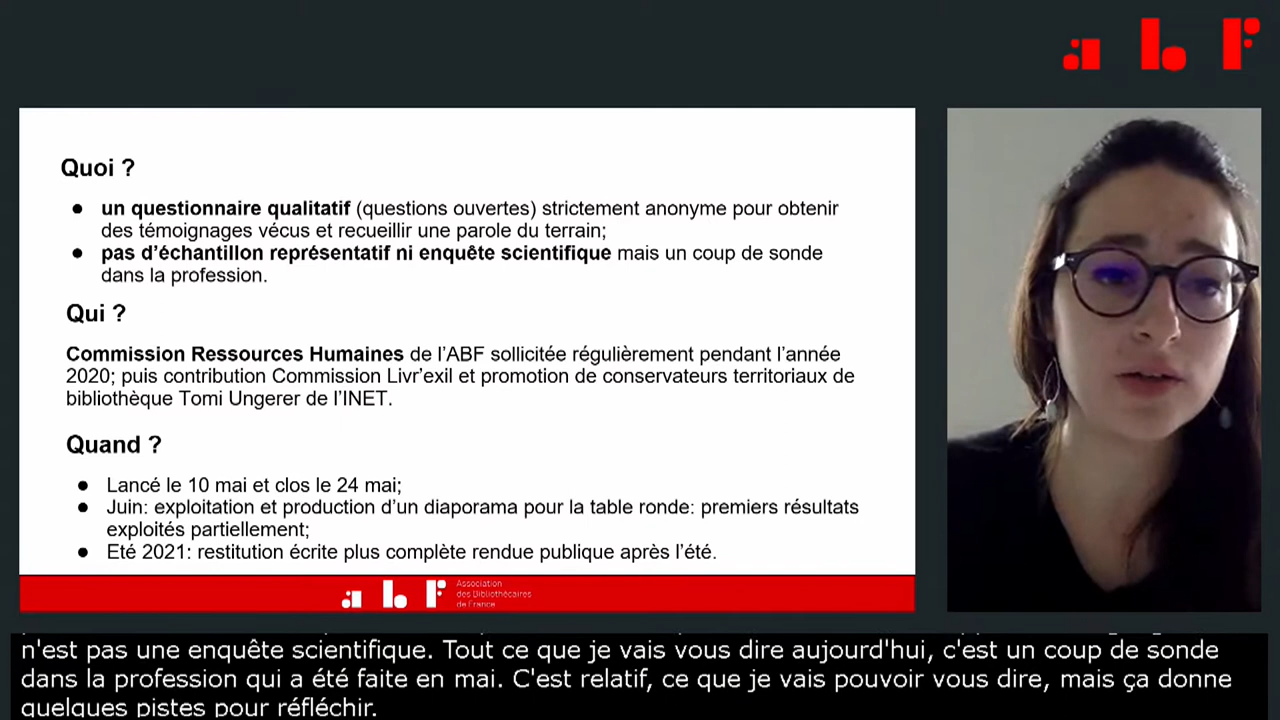 abf
Quoi ?
● un questionnaire qualitatif (questions ouvertes) strictement anonyme pour obtenir
des témoignages vécus et recueillir une parole du terrain;
● pas d’échantillon représentatif ni enquête scientifique mais un coup de sonde
dans la profession.
Qui ?
Commission Ressources Humaines de l’ABF sollicitée régulièrement pendant l’année
2020; puis contribution Commission Livr’exil et promotion de conservateurs territoriaux de
bibliothèque Tomi Ungerer de l’INET.
Quand ?
● Lancé le 10 mai et clos le 24 mai;
● Juin: exploitation et production d’un diaporama pour la table ronde: premiers résultats
exploités partiellement;
● Eté 2021: restitution écrite plus complète rendue publique après l’été.
abf
Association
des Bibliothécaires
de France
n'est pas une enquête scientifique. Tout ce que je vais vous dire aujourd'hui, c'est un coup de sonde
dans la profession qui a été faite en mai. C'est relatif, ce que je vais pouvoir vous dire, mais ça donne
quelques pistes pour réfléchir.